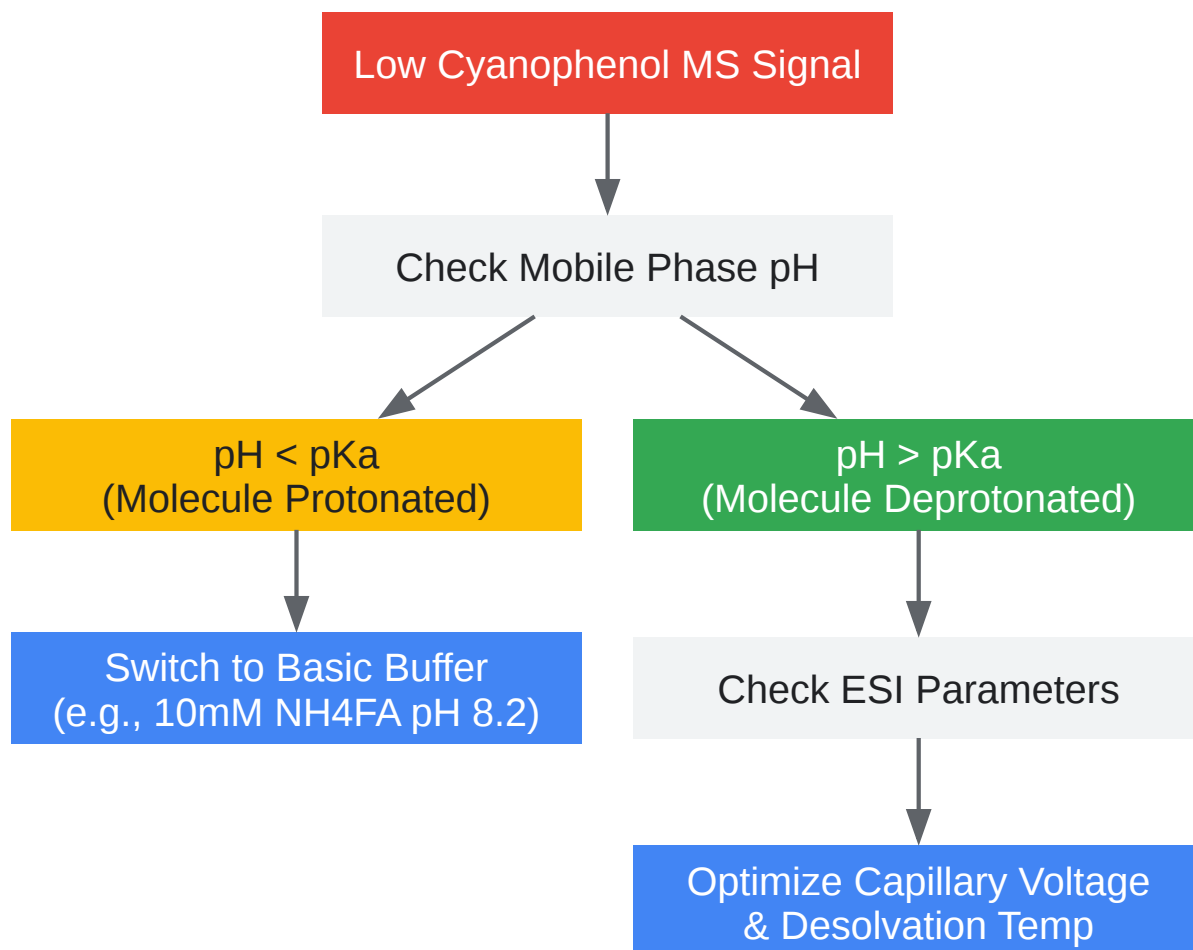 Low Cyanophenol MS Signal
Check Mobile Phase pH
pH < pKa
(Molecule Protonated)
pH > pKa
(Molecule Deprotonated)
Switch to Basic Buffer
(e.g., 10mM NH4FA pH 8.2)
Check ESI Parameters
Optimize Capillary Voltage
& Desolvation Temp